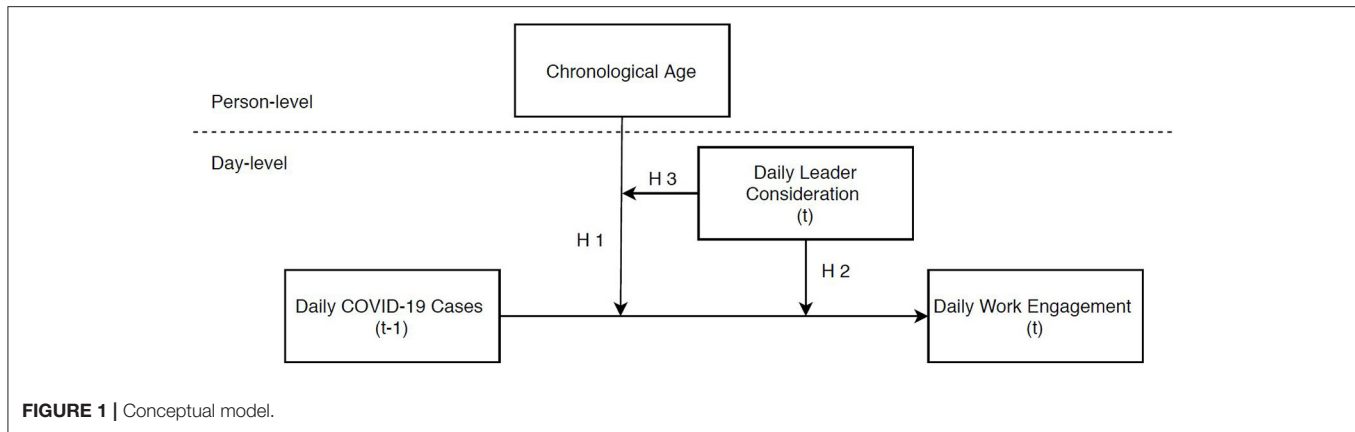 Chronological Age
Person-level
Day-level
Daily Leader
Consideration
(t)
H 3
H 1
H 2
Daily COVID-19 Cases
(t-1)
Daily Work Engagement
(t)
FIGURE 1 | Conceptual model.